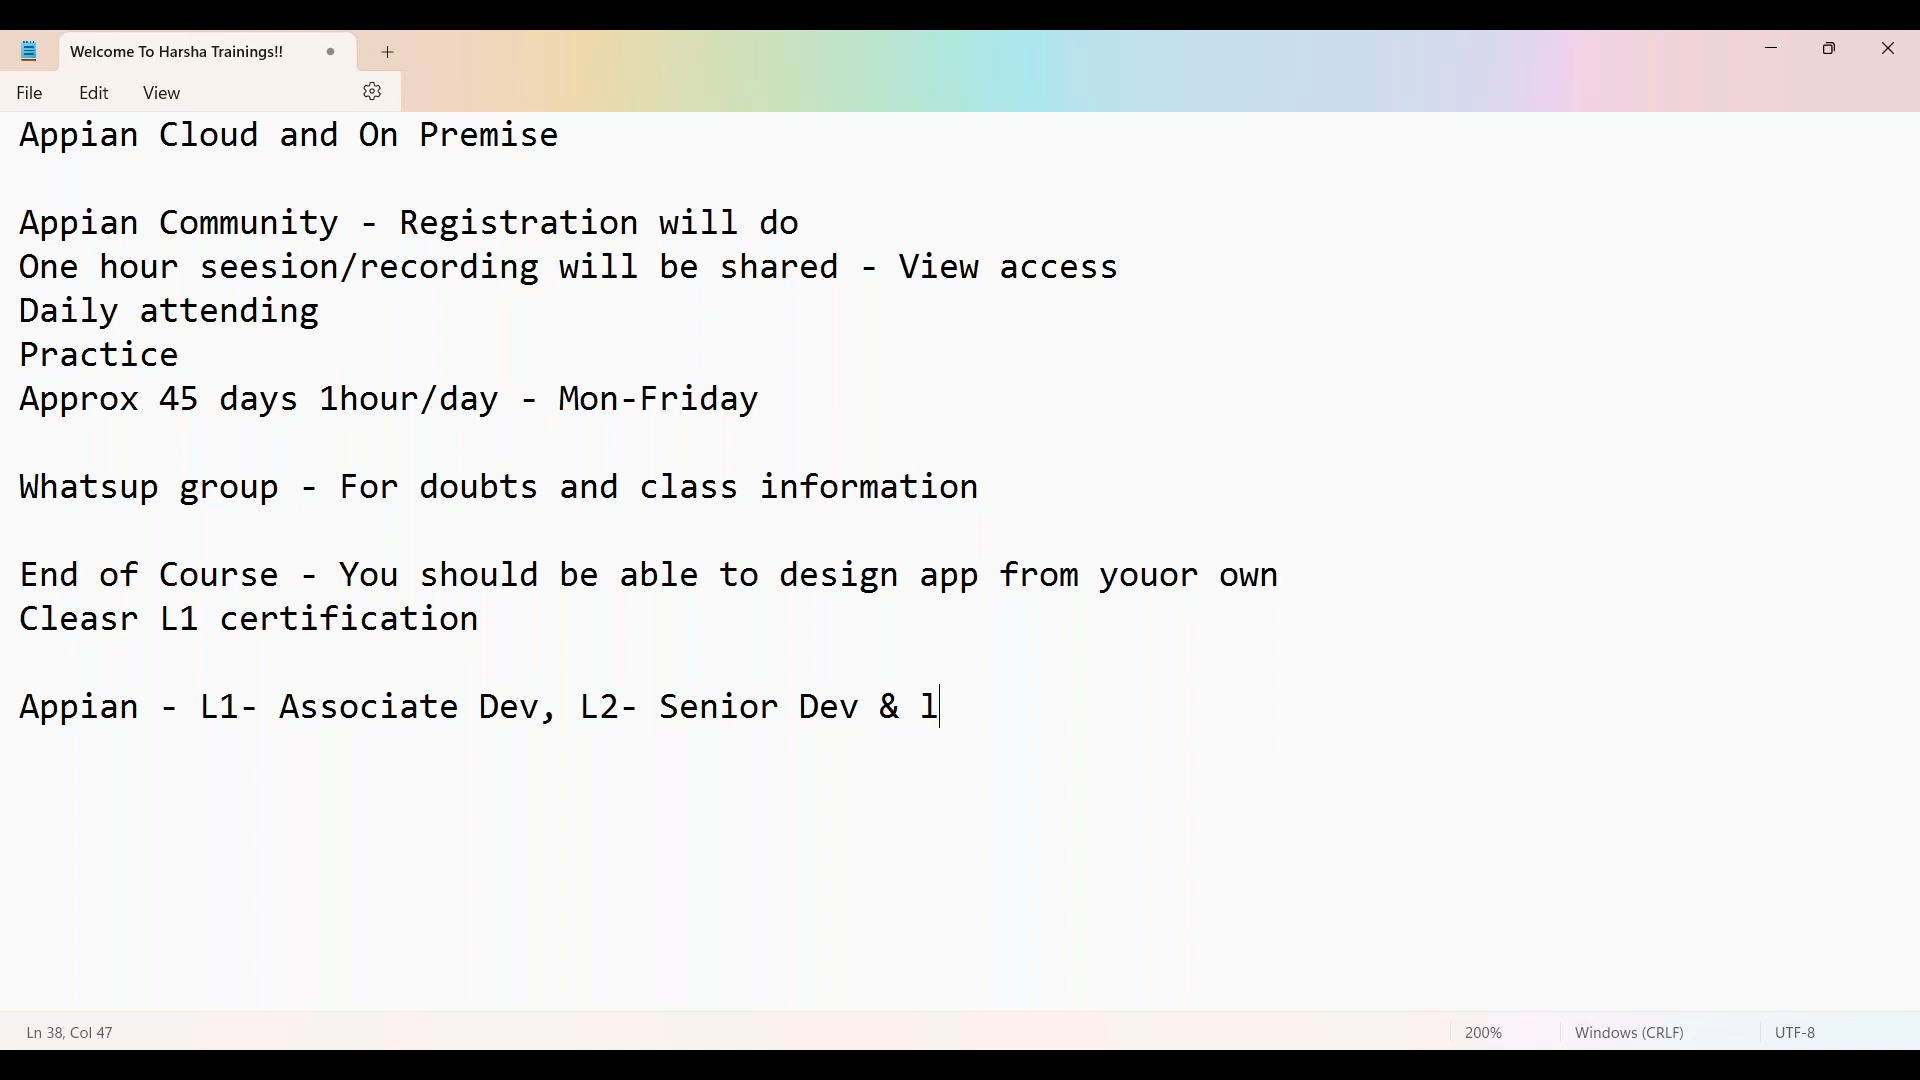 Welcome To Harsha Trainings!!
File Edit View
Appian Cloud and On Premise
Appian Community - Registration will do
One hour seesion/recording will be shared - View access
Daily attending
Practice
Approx 45 days 1hour/day - Mon-Friday
Whatsup group - For doubts and class information
End of Course - You should be able to design app from youor own
Cleasr L1 certification
Appian - L1- Associate Dev, L2- Senior Dev & l
Ln 38, Col 47 200% Windows (CRLF) UTF-8